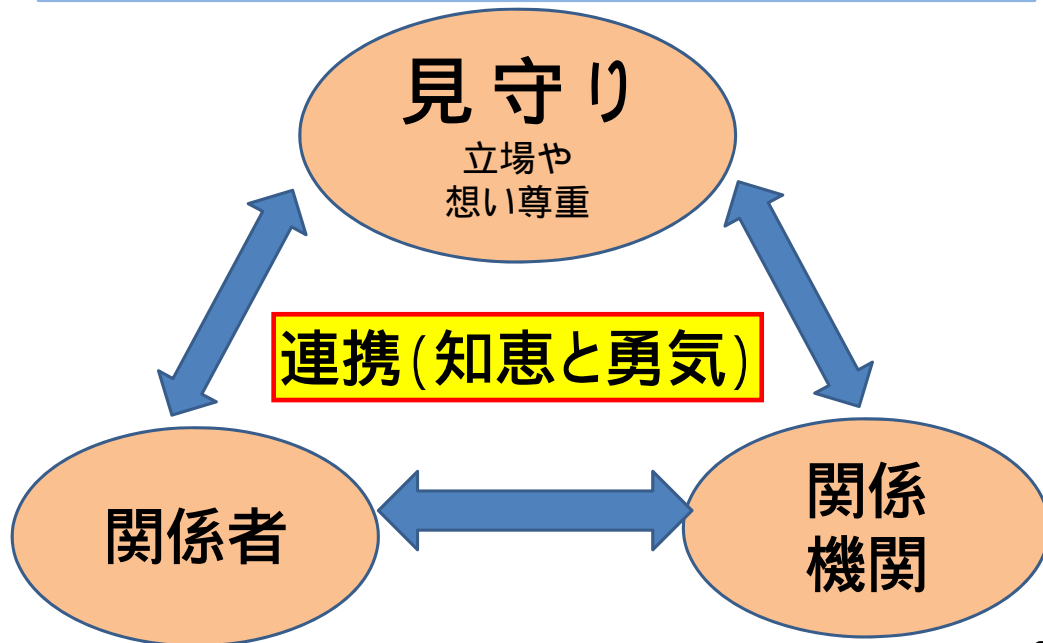 見守り
立場や
想い尊重
連携(知恵と勇気)
関係者
関係
機関